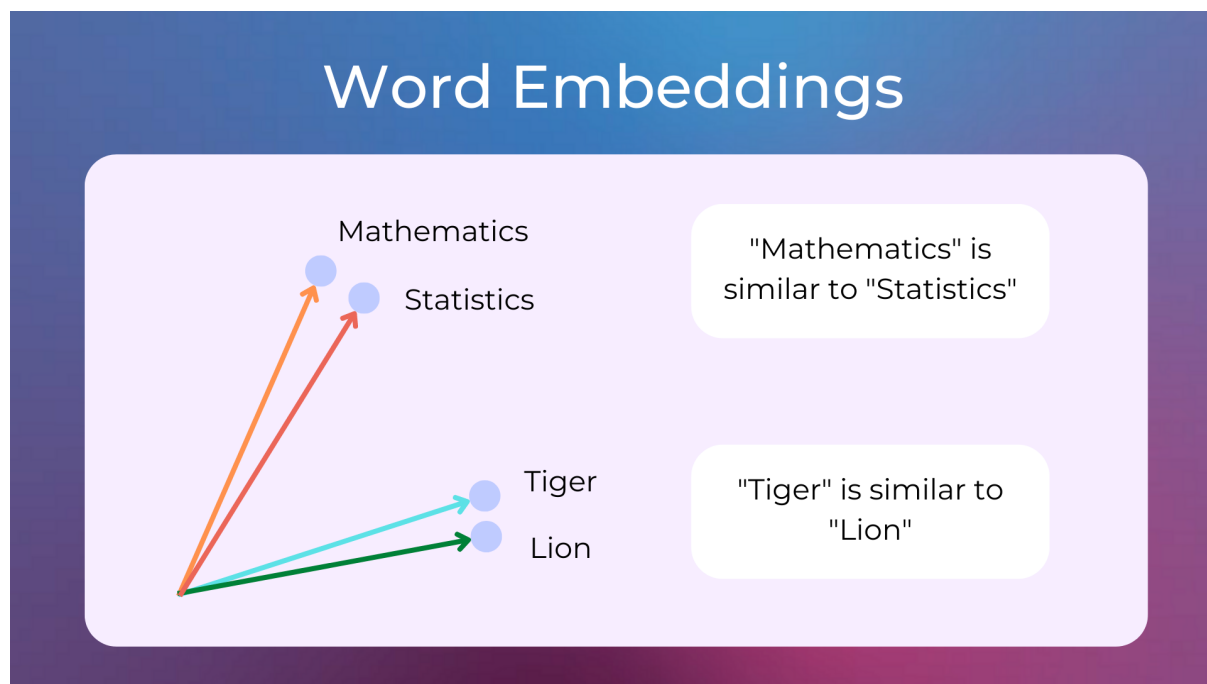 Word Embeddings
Mathematics
Statistics
"Mathematics" is
similar to "Statistics"
Tiger
Lion
"Tiger" is similar to
"Lion"